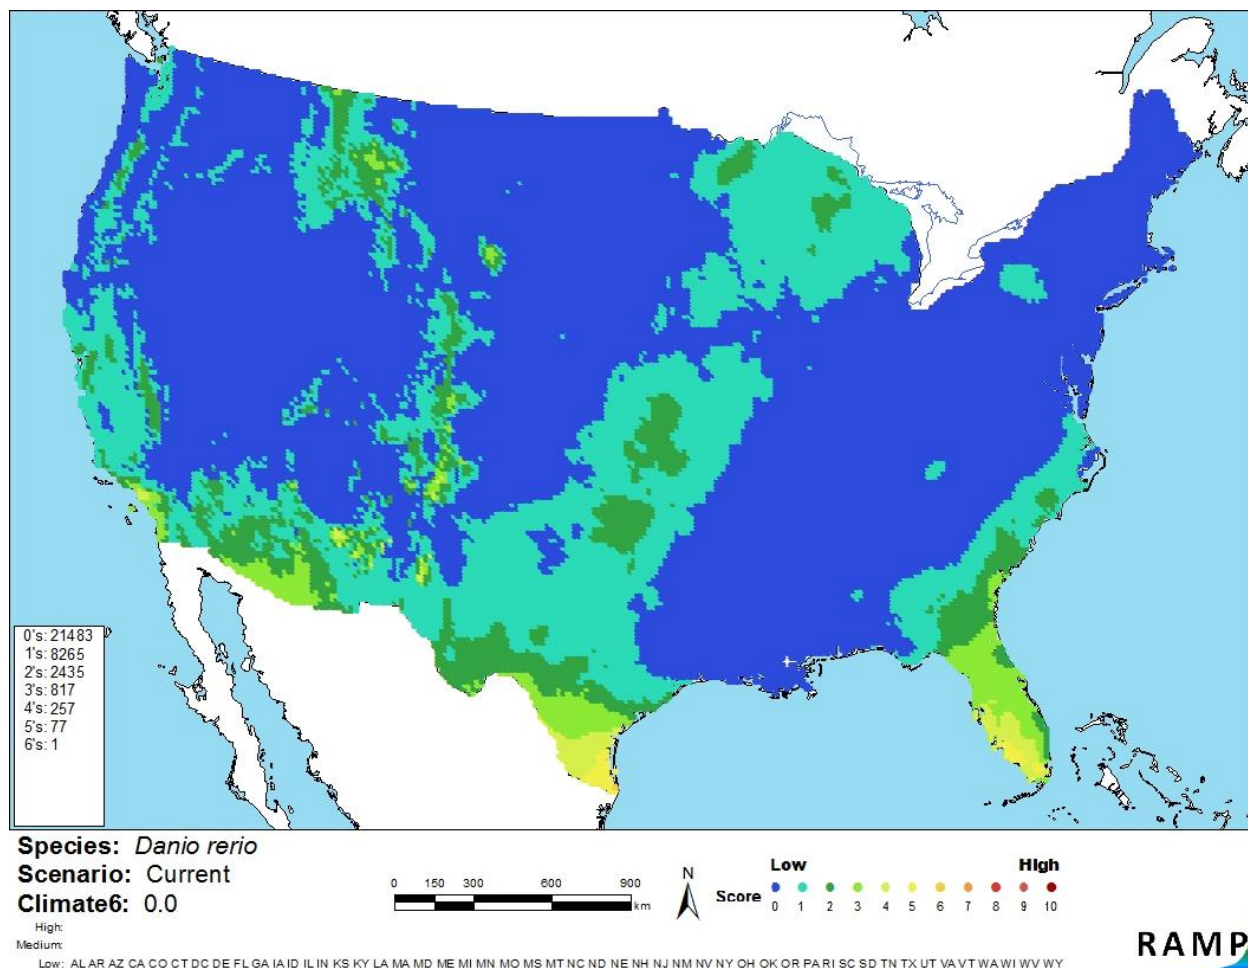 0's: 21483
1's: 8265
2's: 2435
3's: 817
4's: 257
5's: 77
6's: 1
Species: Danio rerio
Scenario: Current
Climate6: 0.0
High:
Medium:
Low: AL AR AZ CA CO CT DC DE FL GA IA ID IL IN KS KY LA MA MD ME MI MN MO MS MT NC ND NE NH NJ NM NV NY OH OK OR PA RI SC SD TN TX UT VA VT WA WI WV WY
0 150 300 600 900
km
N
Low High
Score
0 1 2 3 4 5 6 7 8 9 10
RAMP